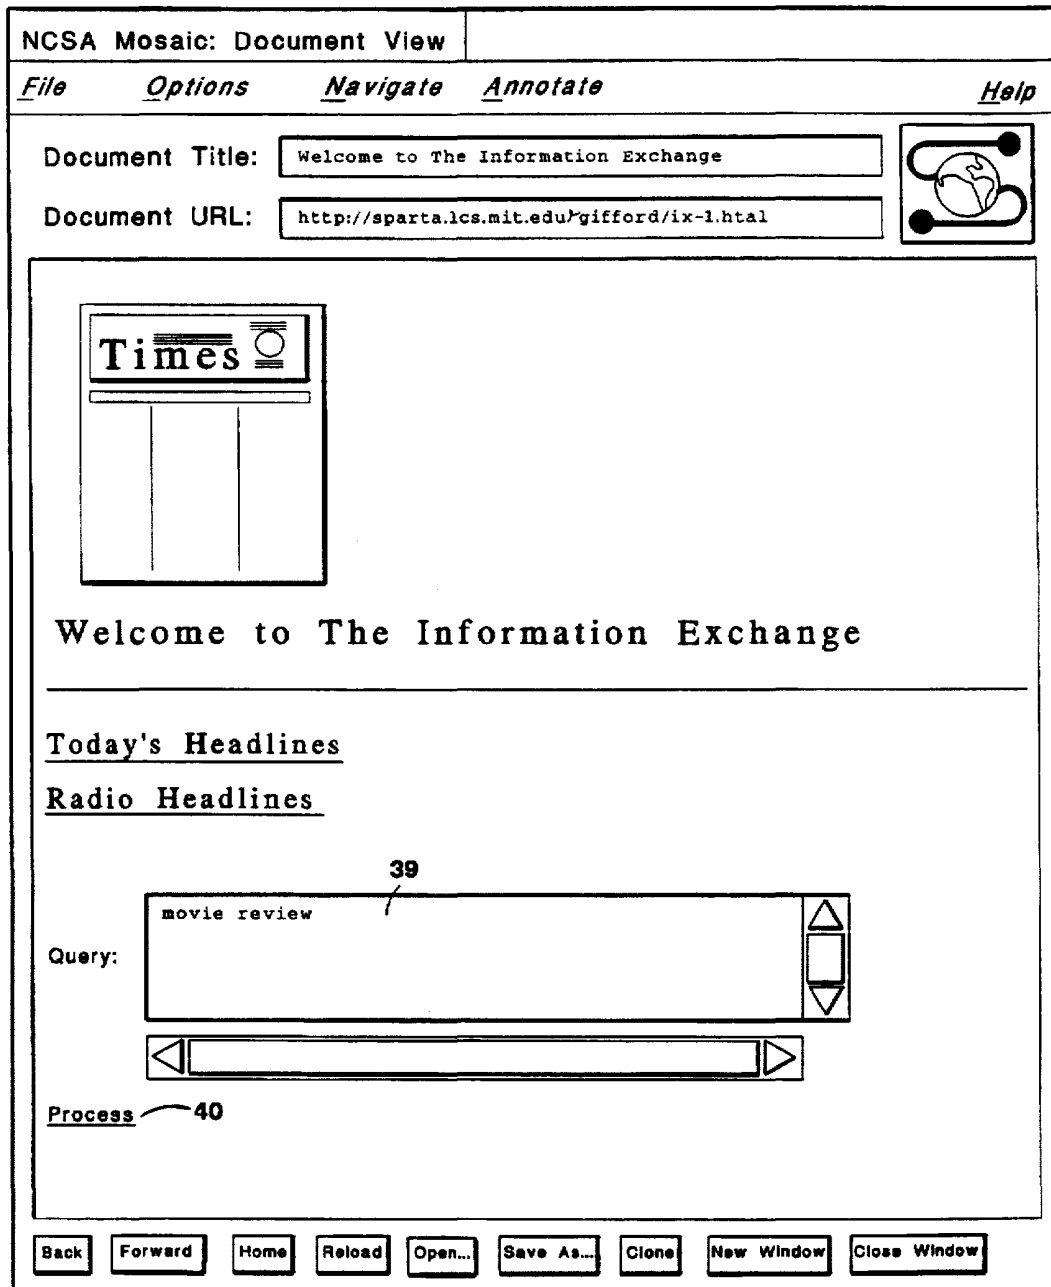 NCSA Mosaic: Document View
File Options Navigate Annotate Help
Document Title: Welcome to The Information Exchange
Document URL: http://sparta.lcs.mit.edu/~gifford/ix-1.htal
Times
Welcome to The Information Exchange
Today's Headlines
Radio Headlines
39
movie review
Query:
Process 40
Back Forward Home Reload Open... Save As... Clone New Window Close Window